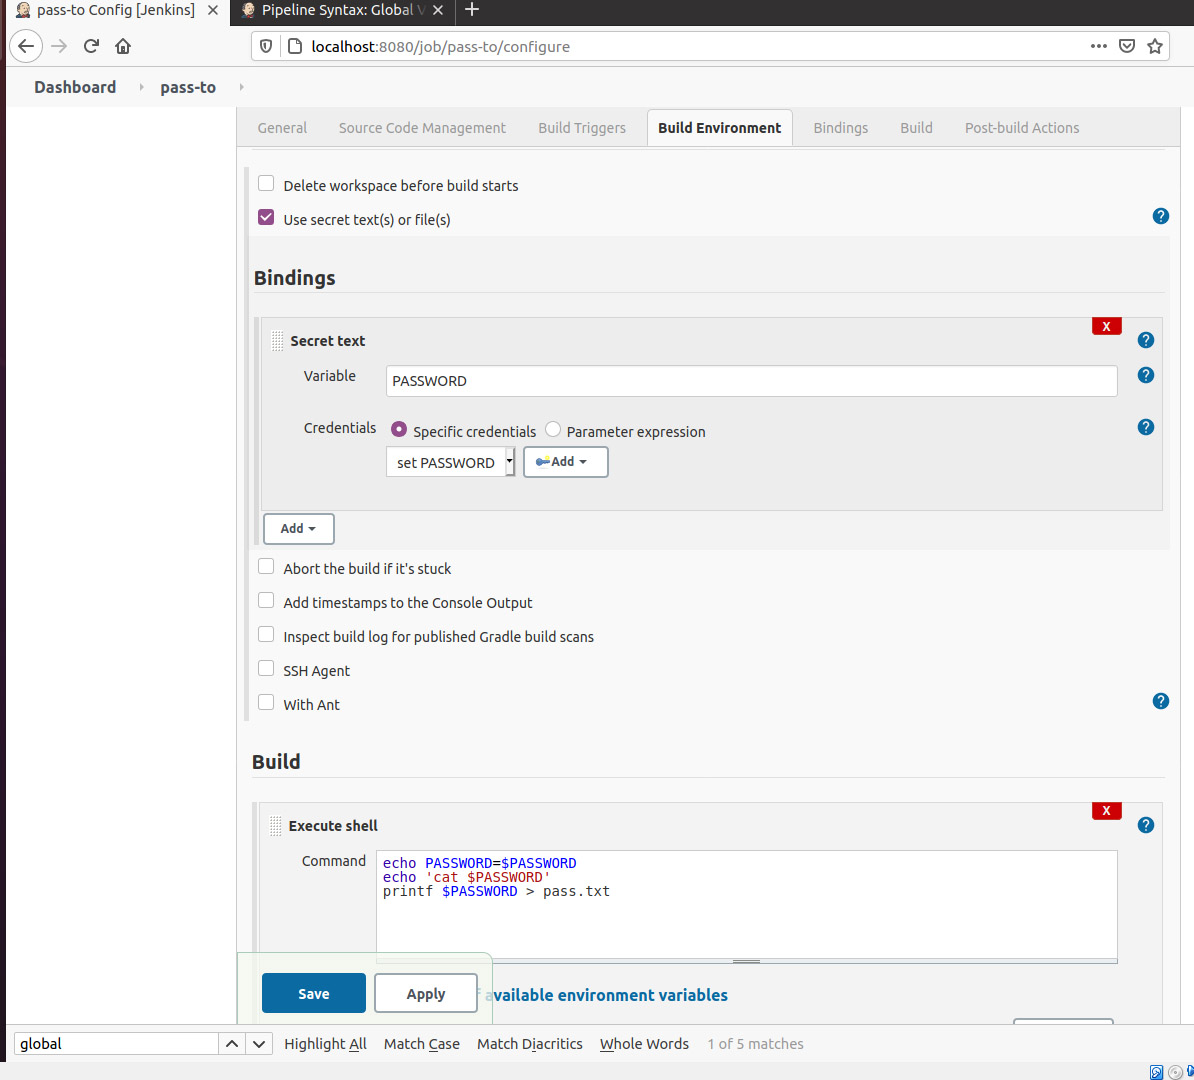 pass-to Config [Jenkins]
Pipeline Syntax: Global V
localhost:8080/job/pass-to/configure
Dashboard pass-to
General Source Code Management Build Triggers Build Environment Bindings Build Post-build Actions
Delete workspace before build starts
Use secret text(s) or file(s)
?
Bindings
X
Secret text
?
Variable PASSWORD
?
Credentials Specific credentials Parameter expression
?
set PASSWORD Add
Add
Abort the build if it's stuck
Add timestamps to the Console Output
Inspect build log for published Gradle build scans
SSH Agent
With Ant
?
Build
X
Execute shell
?
Command echo PASSWORD=$PASSWORD
echo 'cat $PASSWORD'
printf $PASSWORD > pass.txt
Save Apply available environment variables
global Highlight All Match Case Match Diacritics Whole Words 1 of 5 matches